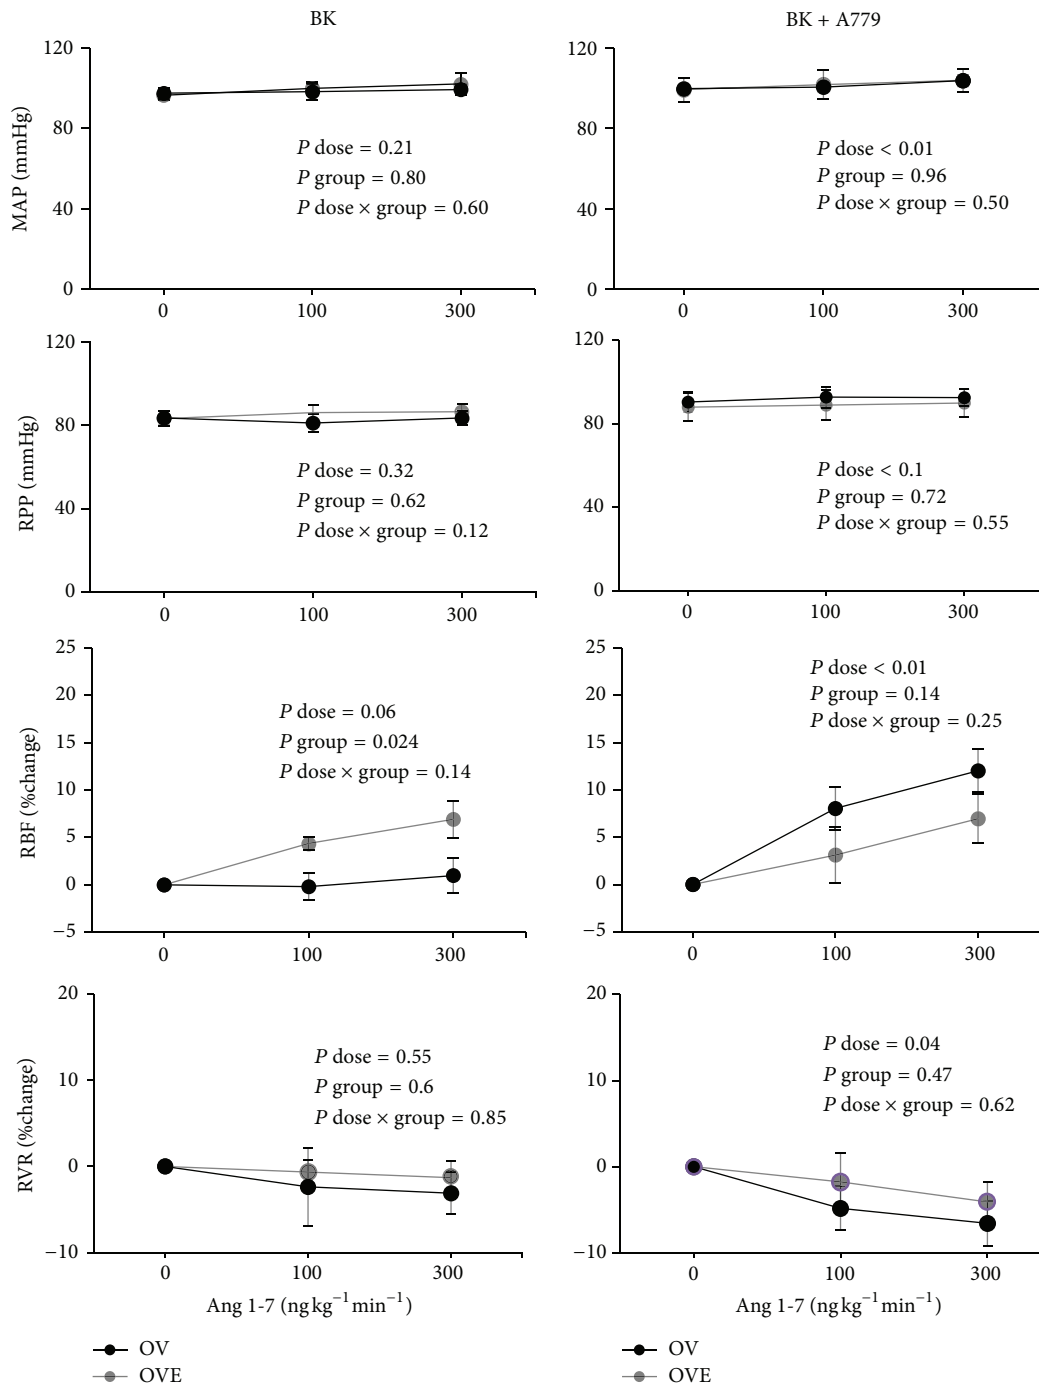 BK
BK + A779
MAP (mmHg)
120
80
40
0
0 100 300
P dose = 0.21
P group = 0.80
P dose × group = 0.60
120
80
40
0
0 100 300
P dose < 0.01
P group = 0.96
P dose × group = 0.50
RPP (mmHg)
120
80
40
0
0 100 300
P dose = 0.32
P group = 0.62
P dose × group = 0.12
120
80
40
0
0 100 300
P dose < 0.1
P group = 0.72
P dose × group = 0.55
RBF (%change)
25
20
15
10
5
0
−5
0 100 300
P dose = 0.06
P group = 0.024
P dose × group = 0.14
25
20
15
10
5
0
−5
0 100 300
P dose < 0.01
P group = 0.14
P dose × group = 0.25
RVR (%change)
20
10
0
−10
0 100 300
P dose = 0.55
P group = 0.6
P dose × group = 0.85
Ang 1-7 (ng kg⁻¹ min⁻¹)
OV
OVE
20
10
0
−10
0 100 300
P dose = 0.04
P group = 0.47
P dose × group = 0.62
Ang 1-7 (ng kg⁻¹ min⁻¹)
OV
OVE